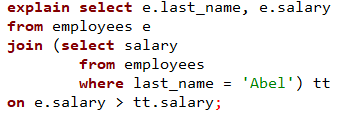 explain select e.last_name, e.salary
from employees e
join (select salary
from employees
where last_name = 'Abel') tt
on e.salary > tt.salary;